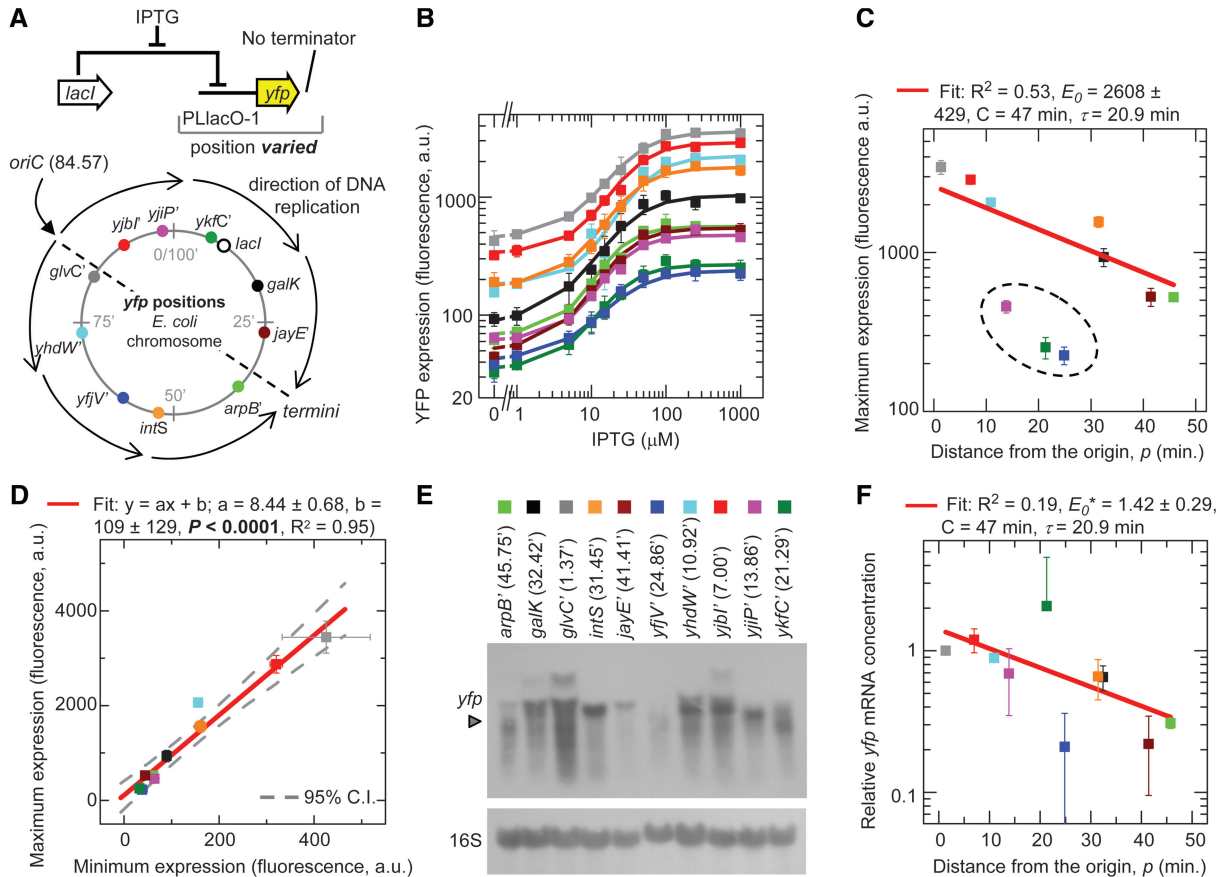 A
IPTG
No terminator
lacI
yfp
PLlacO-1
position varied
oriC (84.57)
direction of DNA
replication
yjbI'
yjiP'
ykfC'
lacI
0/100'
glvC'
galK
yfp positions
E. coli
chromosome
75'
25'
yhdW'
jayE'
yfjV'
50'
intS
arpB'
termini
B
YFP expression (fluorescence, a.u.)
1000
100
20
0
1
10
100
1000
IPTG (μM)
C
Fit: R² = 0.53, E₀ = 2608 ±
429, C = 47 min, τ = 20.9 min
Maximum expression (fluorescence a.u.)
1000
100
0 10 20 30 40 50
Distance from the origin, p (min.)
D
Fit: y = ax + b; a = 8.44 ± 0.68, b =
109 ± 129, P < 0.0001, R² = 0.95)
Maximum expression (fluorescence, a.u.)
4000
2000
0
95% C.I.
0 200 400
Minimum expression (fluorescence, a.u.)
E
arpB' (45.75')
galK (32.42')
glvC' (1.37')
intS (31.45')
jayE' (41.41')
yfjV' (24.86')
yhdW' (10.92')
yjbI' (7.00')
yjiP' (13.86')
ykfC' (21.29')
yfp
16S
F
Fit: R² = 0.19, E₀* = 1.42 ± 0.29,
C = 47 min, τ = 20.9 min
Relative yfp mRNA concentration
1
0.1
0 10 20 30 40 50
Distance from the origin, p (min.)